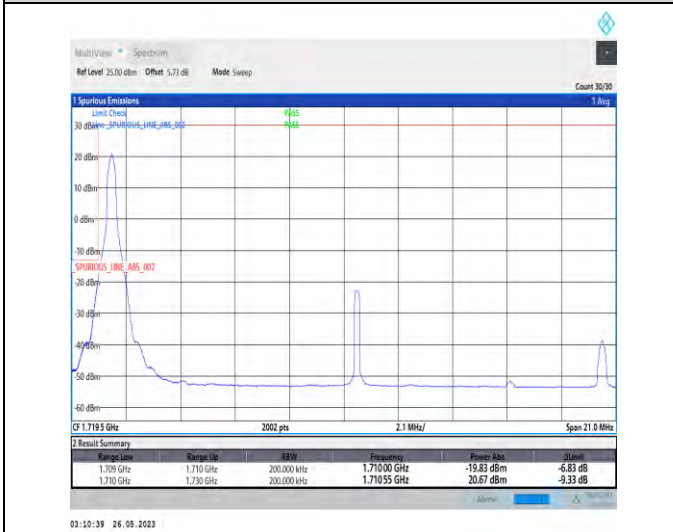 MultiView Spectrum
Ref Level 25.00 dBm Offset 5.73 dB Mode Sweep
Count 30/30
1 Spurious Emissions 1 Avg
Limit Check PASS
30 dBm Line _SPURIOUS_LINE_ABS_002 PASS
20 dBm
10 dBm
0 dBm
-10 dBm
_SPURIOUS_LINE_ABS_002
-20 dBm
-30 dBm
-40 dBm
-50 dBm
-60 dBm
CF 1.7195 GHz 2002 pts 2.1 MHz/ Span 21.0 MHz
2 Result Summary
Range Low Range Up RBW Frequency Power Abs ΔLimit
1.709 GHz 1.710 GHz 200.000 kHz 1.71000 GHz -19.83 dBm -6.83 dB
1.710 GHz 1.730 GHz 200.000 kHz 1.71055 GHz 20.67 dBm -9.33 dB
03:10:39 26.05.2023